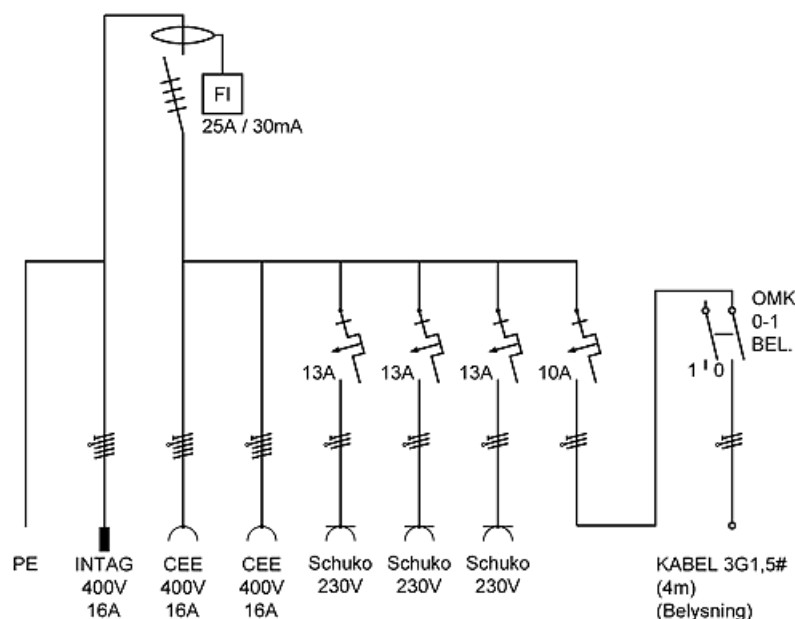 FI
25A / 30mA
OMK
0-1
BEL.
13A
13A
13A
10A
1 0
PE
INTAG
400V
16A
CEE
400V
16A
CEE
400V
16A
Schuko
230V
Schuko
230V
Schuko
230V
KABEL 3G1,5#
(4m)
(Belysning)